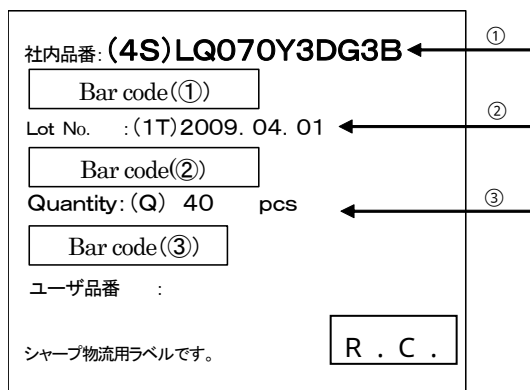 社内品番:(4S)LQ070Y3DG3B ①
Bar code(①)
Lot No. :(1T)2009. 04. 01 ②
Bar code(②)
Quantity:(Q) 40 pcs ③
Bar code(③)
ユーザ品番 :
シャープ物流用ラベルです。 R . C .